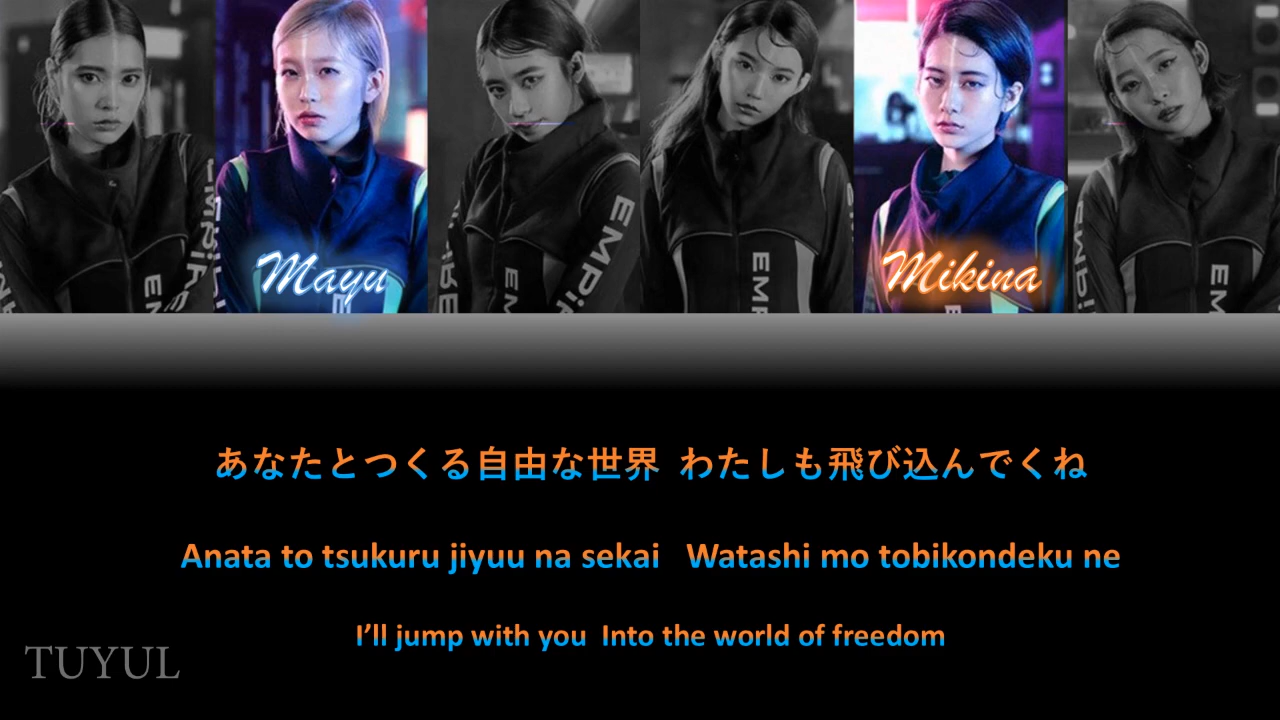 Mayu
Mikina
EMPiRE
EMPiRE
あなたとつくる自由な世界 わたしも飛び込んでくね
Anata to tsukuru jiyuu na sekai Watashi mo tobikondeku ne
I’ll jump with you Into the world of freedom
TUYUL